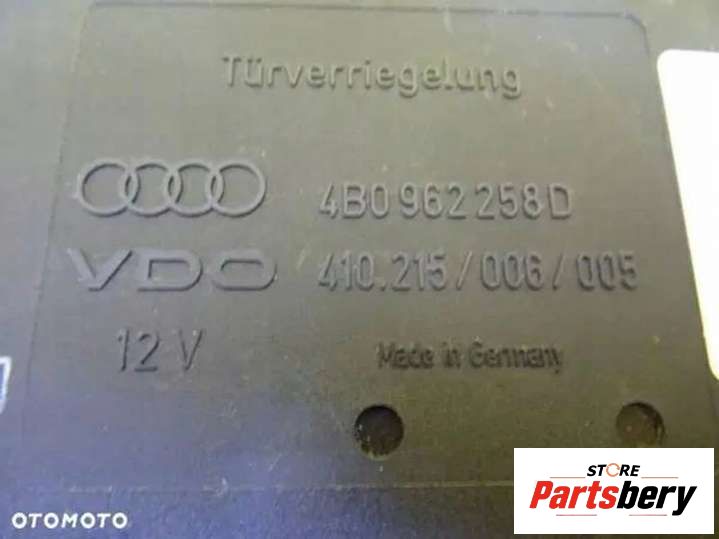 Türverriegelung
4B0 962 258 D
VDO 410.215/006/005
12 V Made in Germany
STORE
Partsbery
OTOMOTO